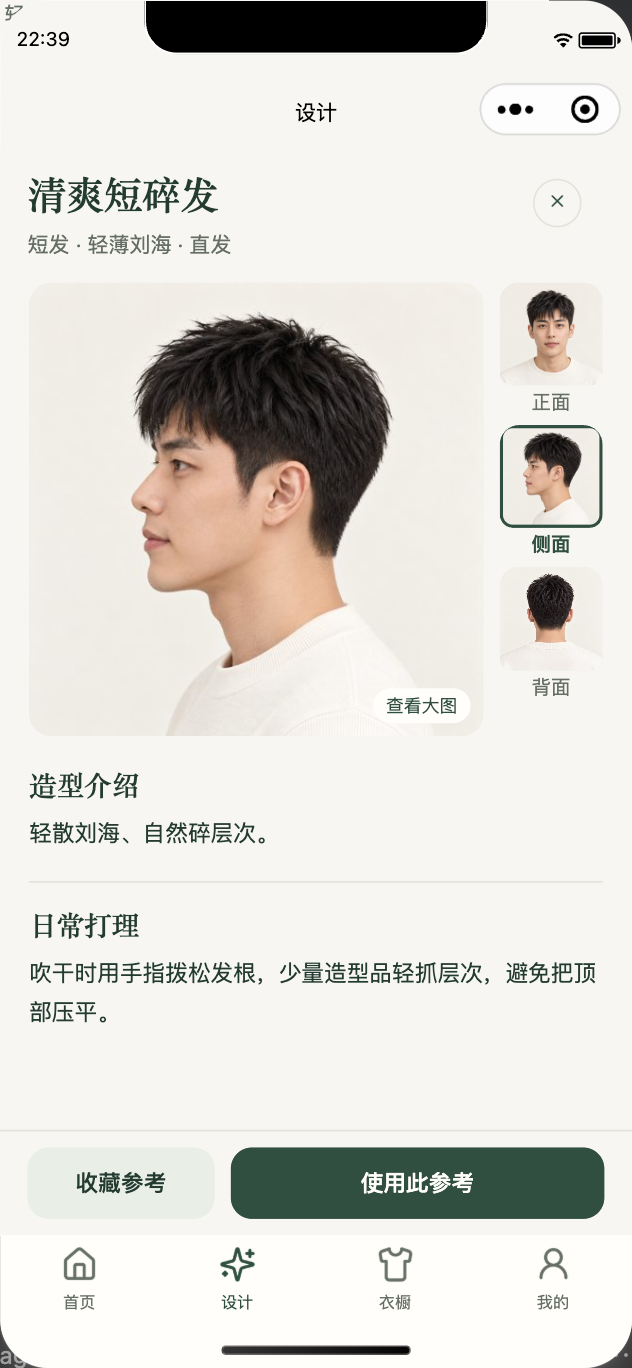 22:39
设计
清爽短碎发
短发 · 轻薄刘海 · 直发
正面
侧面
背面
查看大图
造型介绍
轻散刘海、自然碎层次。
日常打理
吹干时用手指拨松发根，少量造型品轻抓层次，避免把顶
部压平。
收藏参考
使用此参考
首页
设计
衣橱
我的